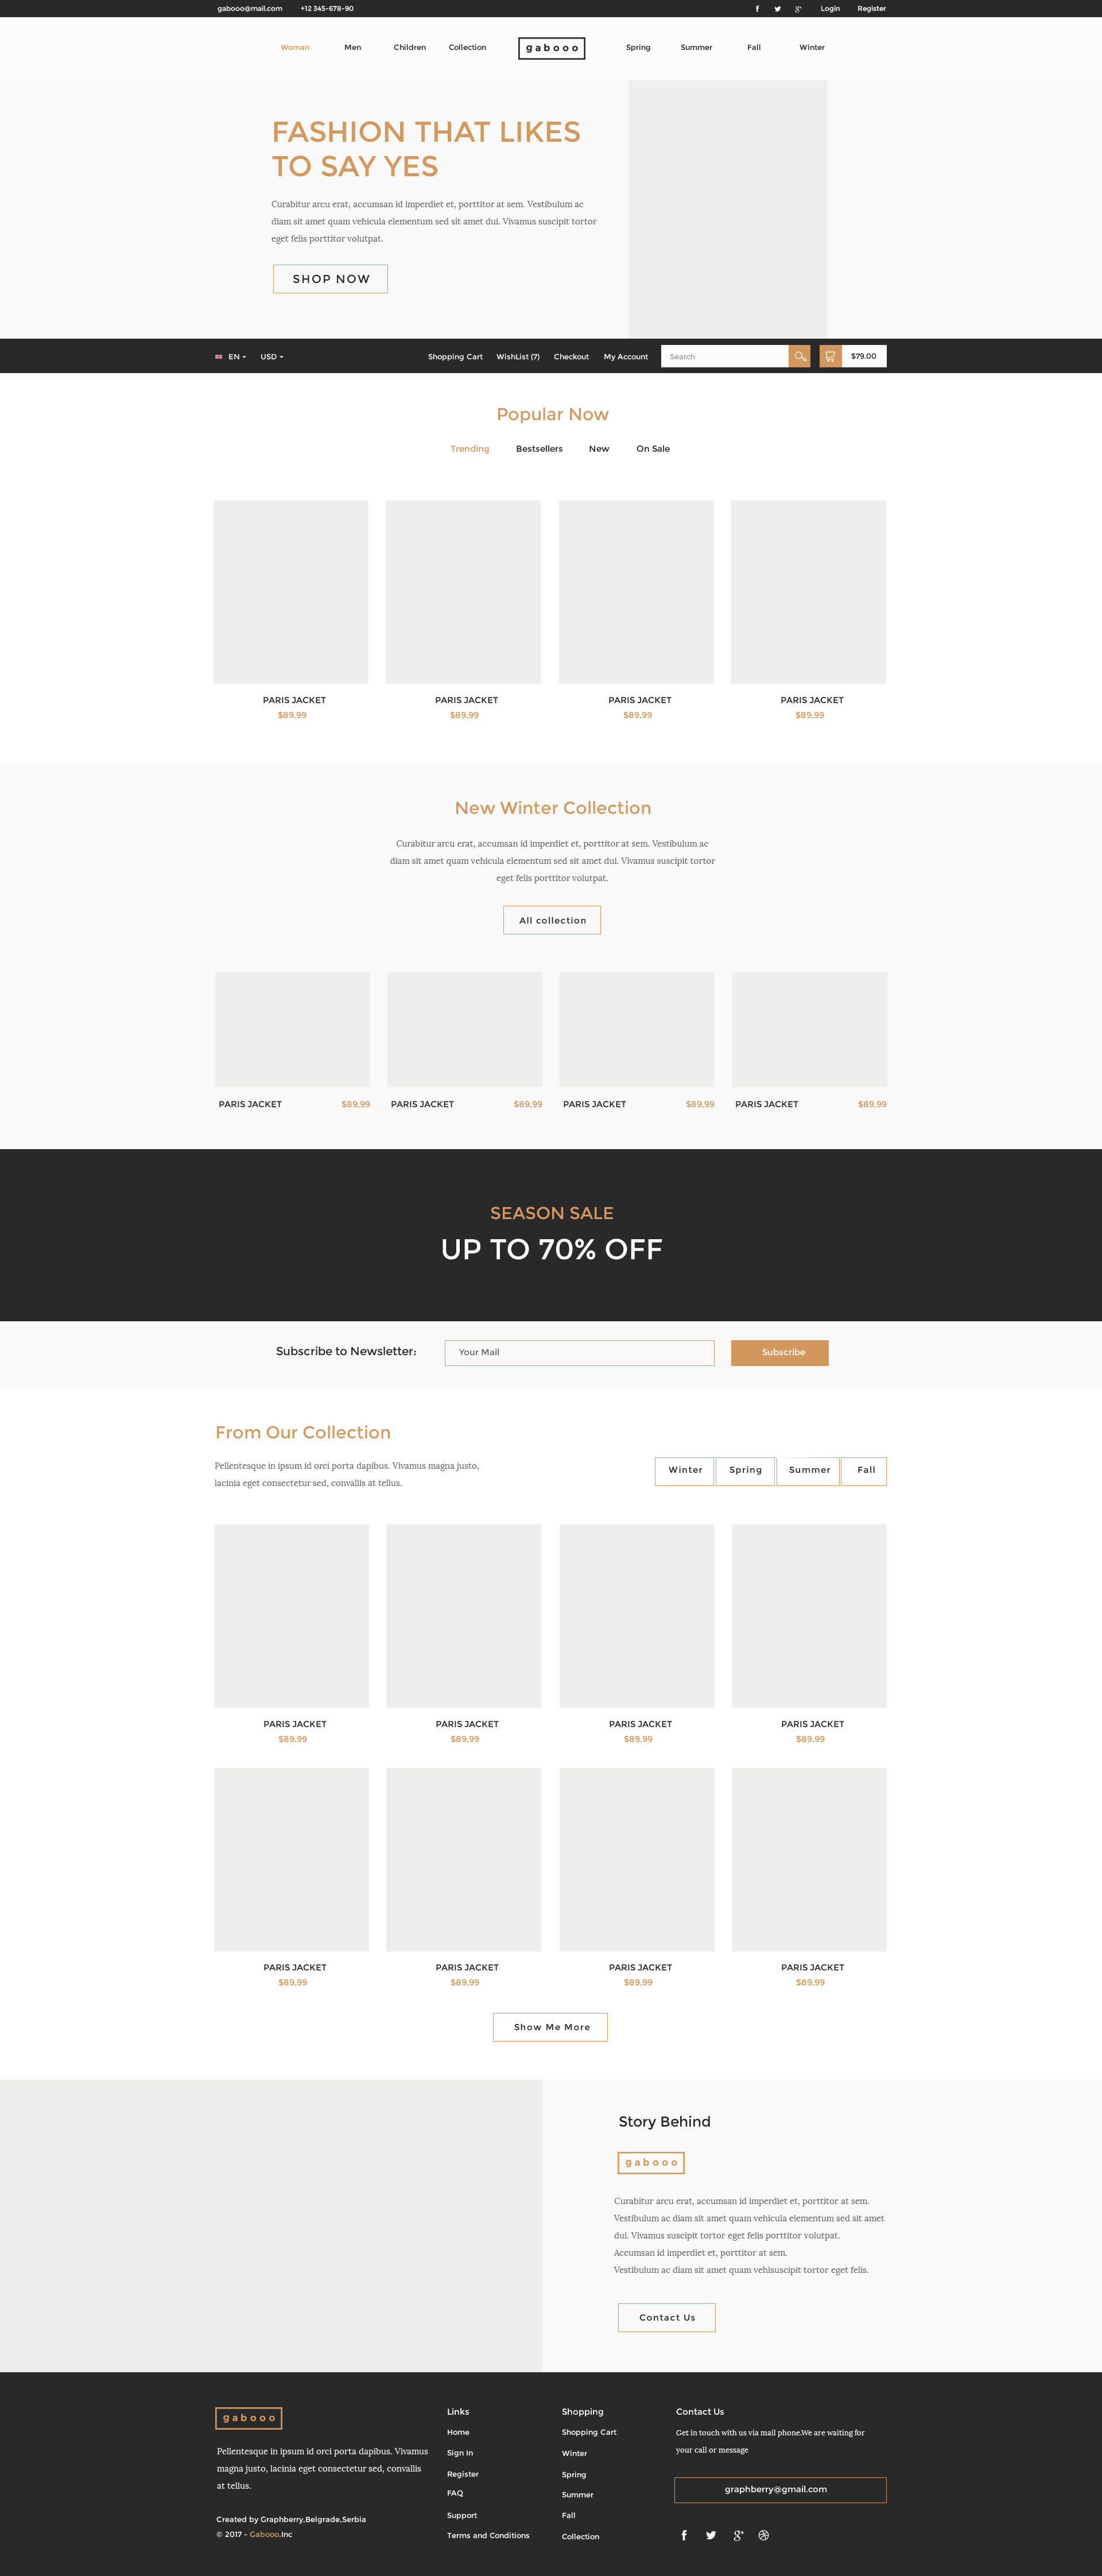 gabooo@mail.com +12 345-678-90 Login Register
Woman Men Children Collection gabooo Spring Summer Fall Winter
FASHION THAT LIKES
TO SAY YES
Curabitur arcu erat, accumsan id imperdiet et, porttitor at sem. Vestibulum ac
diam sit amet quam vehicula elementum sed sit amet dui. Vivamus suscipit tortor
eget felis porttitor volutpat.
SHOP NOW
EN USD Shopping Cart WishList (7) Checkout My Account Search $79.00
Popular Now
Trending Bestsellers New On Sale
PARIS JACKET PARIS JACKET PARIS JACKET PARIS JACKET
$89,99 $89,99 $89,99 $89,99
New Winter Collection
Curabitur arcu erat, accumsan id imperdiet et, porttitor at sem. Vestibulum ac
diam sit amet quam vehicula elementum sed sit amet dui. Vivamus suscipit tortor
eget felis porttitor volutpat.
All collection
PARIS JACKET $89,99 PARIS JACKET $89,99 PARIS JACKET $89,99 PARIS JACKET $89,99
SEASON SALE
UP TO 70% OFF
Subscribe to Newsletter: Your Mail Subscribe
From Our Collection
Pellentesque in ipsum id orci porta dapibus. Vivamus magna justo,
lacinia eget consectetur sed, convallis at tellus.
Winter Spring Summer Fall
PARIS JACKET PARIS JACKET PARIS JACKET PARIS JACKET
$89,99 $89,99 $89,99 $89,99
PARIS JACKET PARIS JACKET PARIS JACKET PARIS JACKET
$89,99 $89,99 $89,99 $89,99
Show Me More
Story Behind
gabooo
Curabitur arcu erat, accumsan id imperdiet et, porttitor at sem.
Vestibulum ac diam sit amet quam vehicula elementum sed sit amet
dui. Vivamus suscipit tortor eget felis porttitor volutpat.
Accumsan id imperdiet et, porttitor at sem.
Vestibulum ac diam sit amet quam vehisuscipit tortor eget felis.
Contact Us
gabooo
Pellentesque in ipsum id orci porta dapibus. Vivamus
magna justo, lacinia eget consectetur sed, convallis
at tellus.
Created by Graphberry,Belgrade,Serbia
© 2017 - Gabooo.Inc
Links
Home
Sign In
Register
FAQ
Support
Terms and Conditions
Shopping
Shopping Cart
Winter
Spring
Summer
Fall
Collection
Contact Us
Get in touch with us via mail phone.We are waiting for
your call or message
graphberry@gmail.com